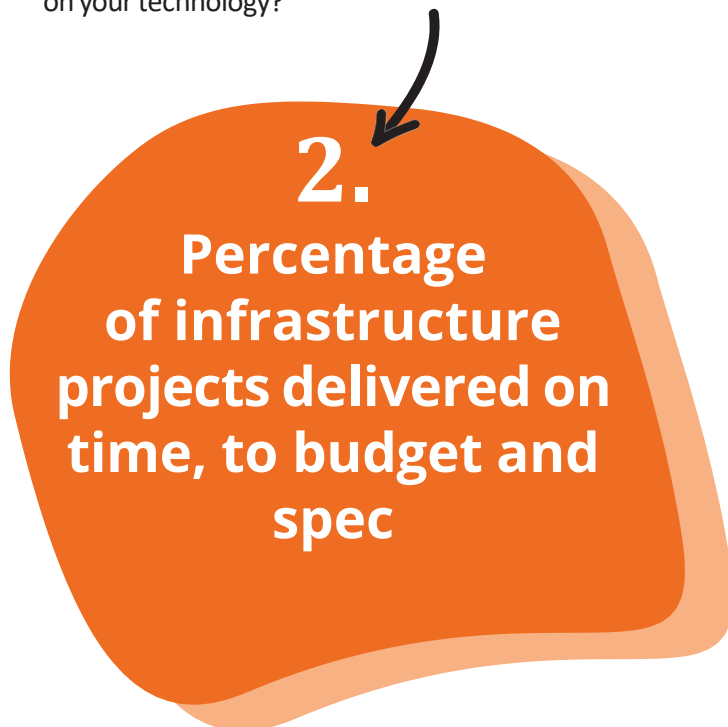 on your technology?
2.
Percentage
of infrastructure
projects delivered on
time, to budget and
spec